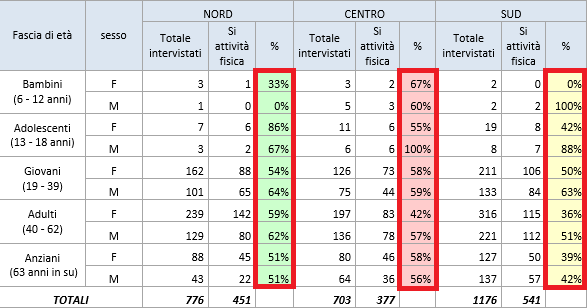 NORD CENTRO SUD
Fascia di età sesso Totale intervistati Si attività fisica % Totale intervistati Si attività fisica % Totale intervistati Si attività fisica %
Bambini (6 - 12 anni) F 3 1 33% 3 2 67% 2 0 0%
M 1 0 0% 5 3 60% 2 2 100%
Adolescenti (13 - 18 anni) F 7 6 86% 11 6 55% 19 8 42%
M 3 2 67% 3 3 100% 8 7 88%
Giovani (19 - 39) F 162 88 54% 126 73 58% 211 106 50%
M 101 65 64% 75 44 59% 133 84 63%
Adulti (40 - 62) F 239 142 59% 197 83 42% 316 115 36%
M 129 80 62% 136 78 57% 221 112 51%
Anziani (63 anni in su) F 88 45 51% 80 46 58% 127 50 39%
M 43 22 51% 64 36 56% 137 57 42%
TOTALI 776 451 703 377 1176 541